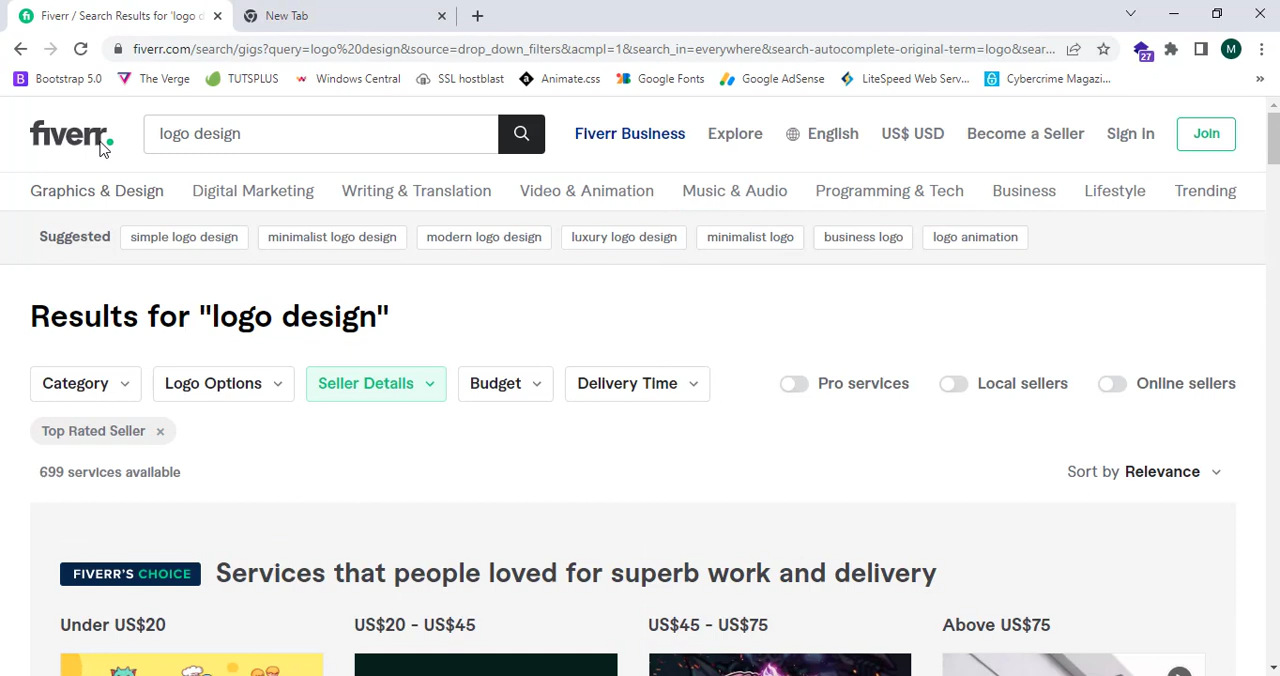 Fiverr / Search Results for 'logo d
New Tab
fiverr.com/search/gigs?query=logo%20design&source=drop_down_filters&acmpl=1&search_in=everywhere&search-autocomplete-original-term=logo&sear...
27
M
B Bootstrap 5.0
The Verge
TUTSPLUS
Windows Central
SSL hostblast
Animate.css
Google Fonts
Google AdSense
LiteSpeed Web Serv...
Cybercrime Magazi...
»
fiverr.
logo design
Fiverr Business
Explore
English
US$ USD
Become a Seller
Sign In
Join
Graphics & Design
Digital Marketing
Writing & Translation
Video & Animation
Music & Audio
Programming & Tech
Business
Lifestyle
Trending
Suggested
simple logo design
minimalist logo design
modern logo design
luxury logo design
minimalist logo
business logo
logo animation
Results for "logo design"
Category
Logo Options
Seller Details
Budget
Delivery Time
Pro services
Local sellers
Online sellers
Top Rated Seller ×
699 services available
Sort by Relevance
FIVERR'S CHOICE
Services that people loved for superb work and delivery
Under US$20
US$20 - US$45
US$45 - US$75
Above US$75